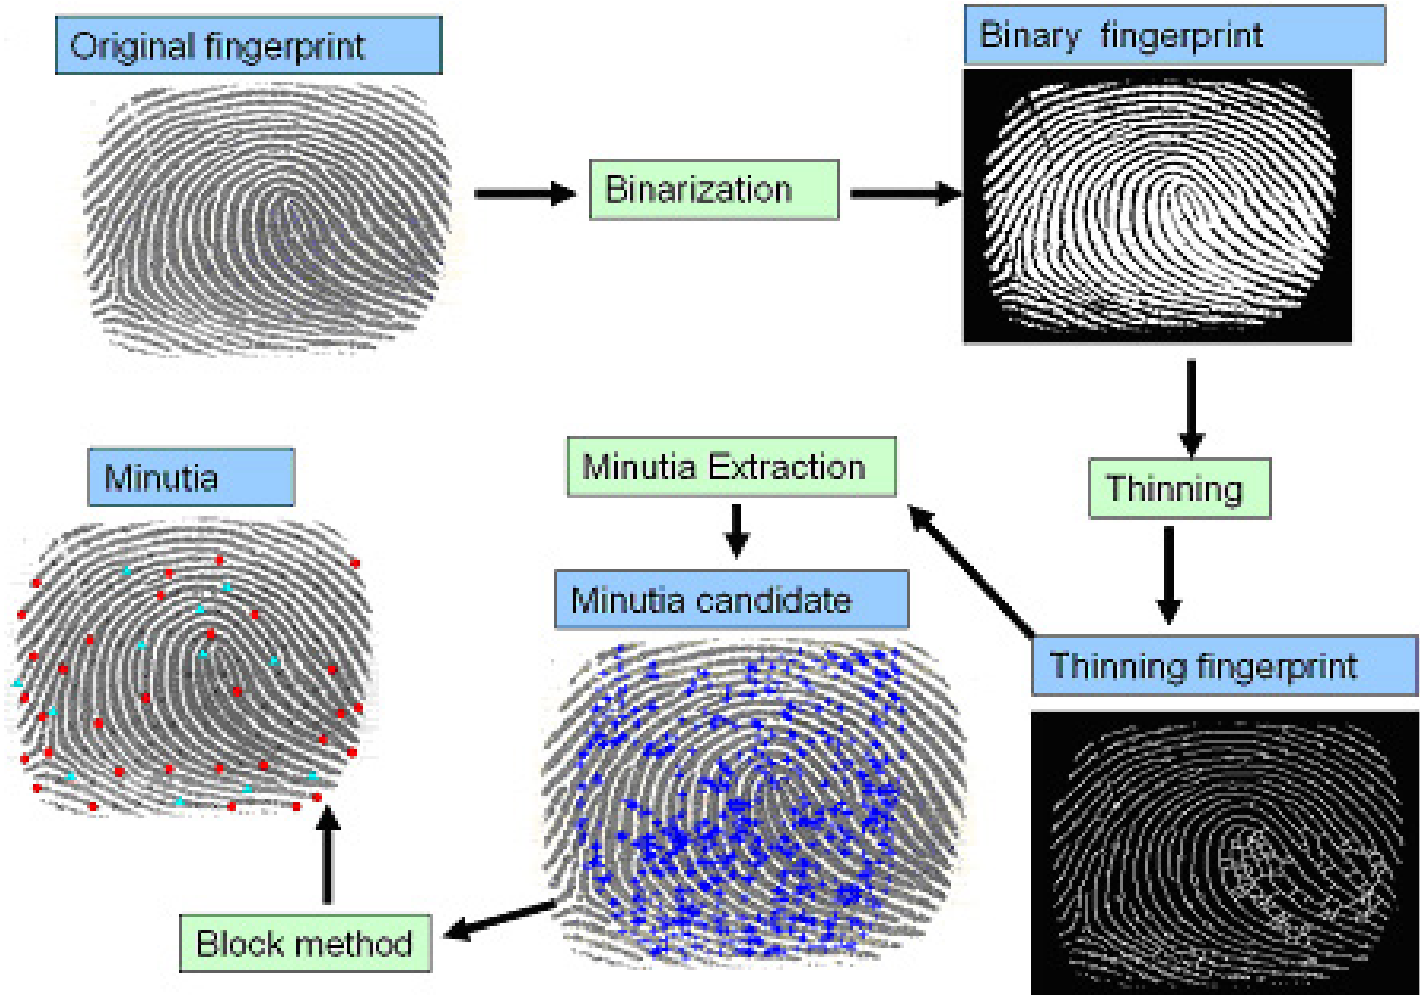 Original fingerprint
Binary fingerprint
Binarization
Minutia
Minutia Extraction
Thinning
Minutia candidate
Thinning fingerprint
Block method